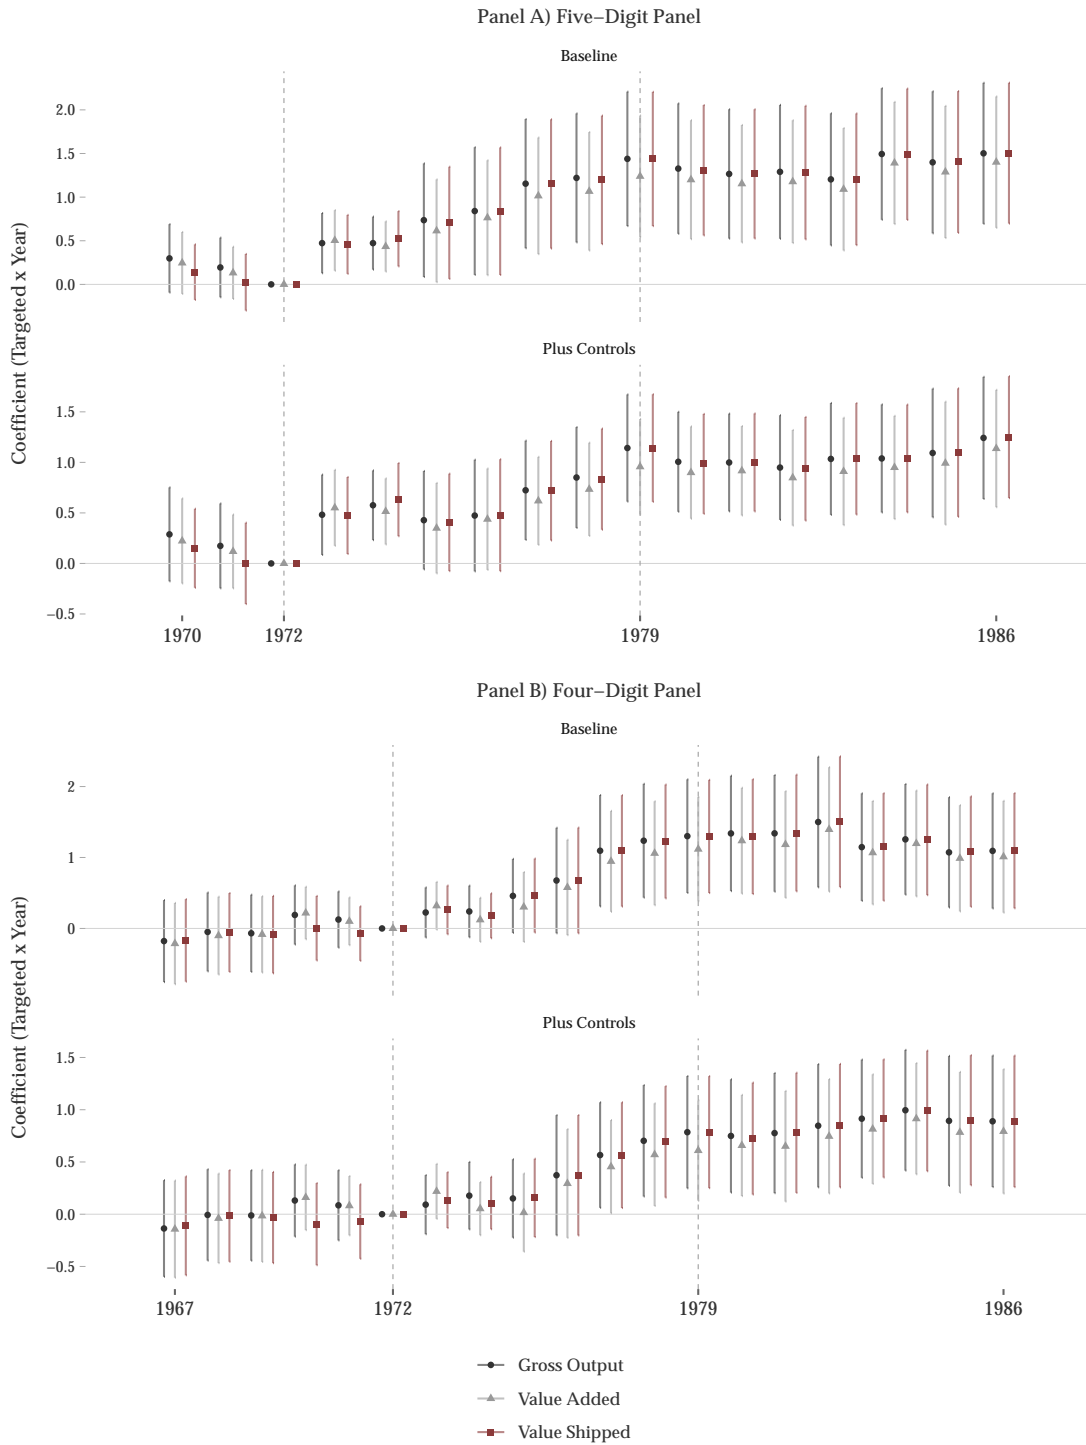 Panel A) Five–Digit Panel
Baseline
2.0
1.5
1.0
0.5
0.0
Plus Controls
1.5
1.0
0.5
0.0
−0.5
Coefficient (Targeted x Year)
1970 1972 1979 1986
Panel B) Four–Digit Panel
Baseline
2
1
0
Plus Controls
1.5
1.0
0.5
0.0
−0.5
Coefficient (Targeted x Year)
1967 1972 1979 1986
Gross Output
Value Added
Value Shipped